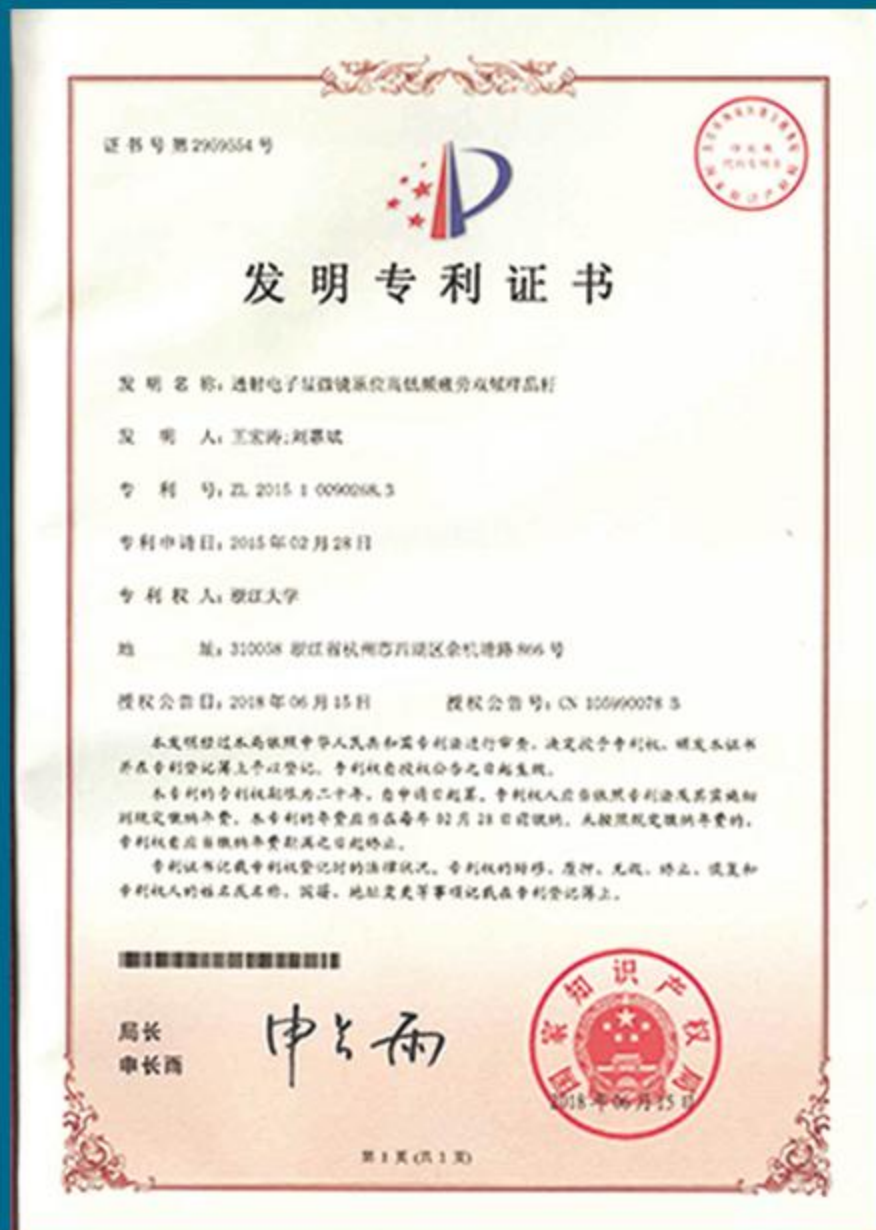 证书号第2959554号
发明专利证书
发明名称：透射电子显微镜原位高低频疲劳双倾样品杆
发明人：王宏涛;刘嘉斌
专利号：ZL 2015 1 0090268.3
专利申请日：2015年02月28日
专利权人：浙江大学
地址：310058 浙江省杭州市西湖区余杭塘路866号
授权公告日：2018年06月15日 授权公告号：CN 105990078 B
本发明经过本局依照中华人民共和国专利法进行审查，决定授予专利权，颁发本证书
并在专利登记簿上予以登记。专利权自授权公告之日起生效。
本专利的专利权期限为二十年，自申请日起算。专利权人应当依照专利法及其实施细
则规定缴纳年费。本专利的年费应当在每年02月28日前缴纳。未按照规定缴纳年费的，
专利权自应当缴纳年费期满之日起终止。
专利证书记载专利权登记时的法律状况。专利权的转移、质押、无效、终止、恢复和
专利权人的姓名或名称、国籍、地址变更等事项记载在专利登记簿上。
局长
申长雨
申长雨
国家知识产权局
2018年06月15日
第1页(共1页)